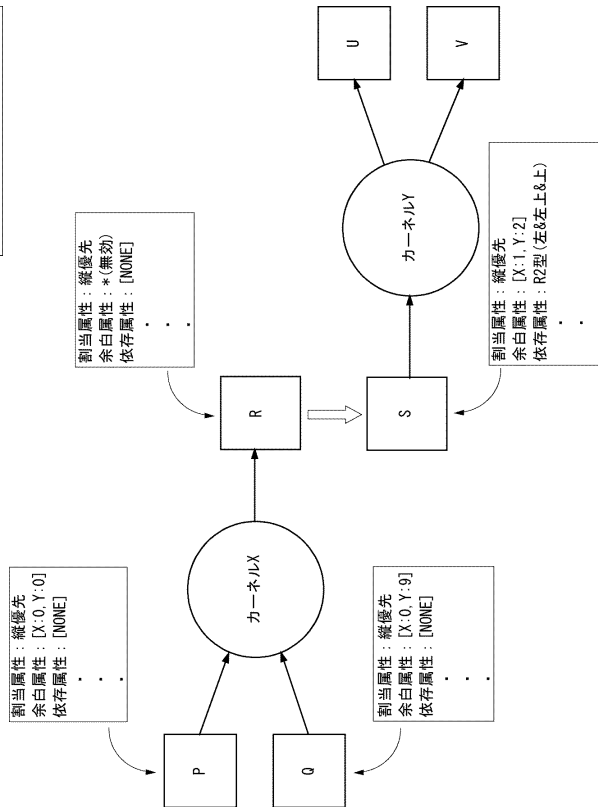 割当属性：縦優先
余白属性：[X:0,Y:0]
依存属性：[NONE]
・・・
P
Q
カーネルX
割当属性：縦優先
余白属性：[X:0,Y:9]
依存属性：[NONE]
・・・
割当属性：縦優先
余白属性：*(無効)
依存属性：[NONE]
・・・
R
S
割当属性：縦優先
余白属性：[X:1,Y:2]
依存属性：R2型(左&左上&上)
・・
カーネルY
U
V